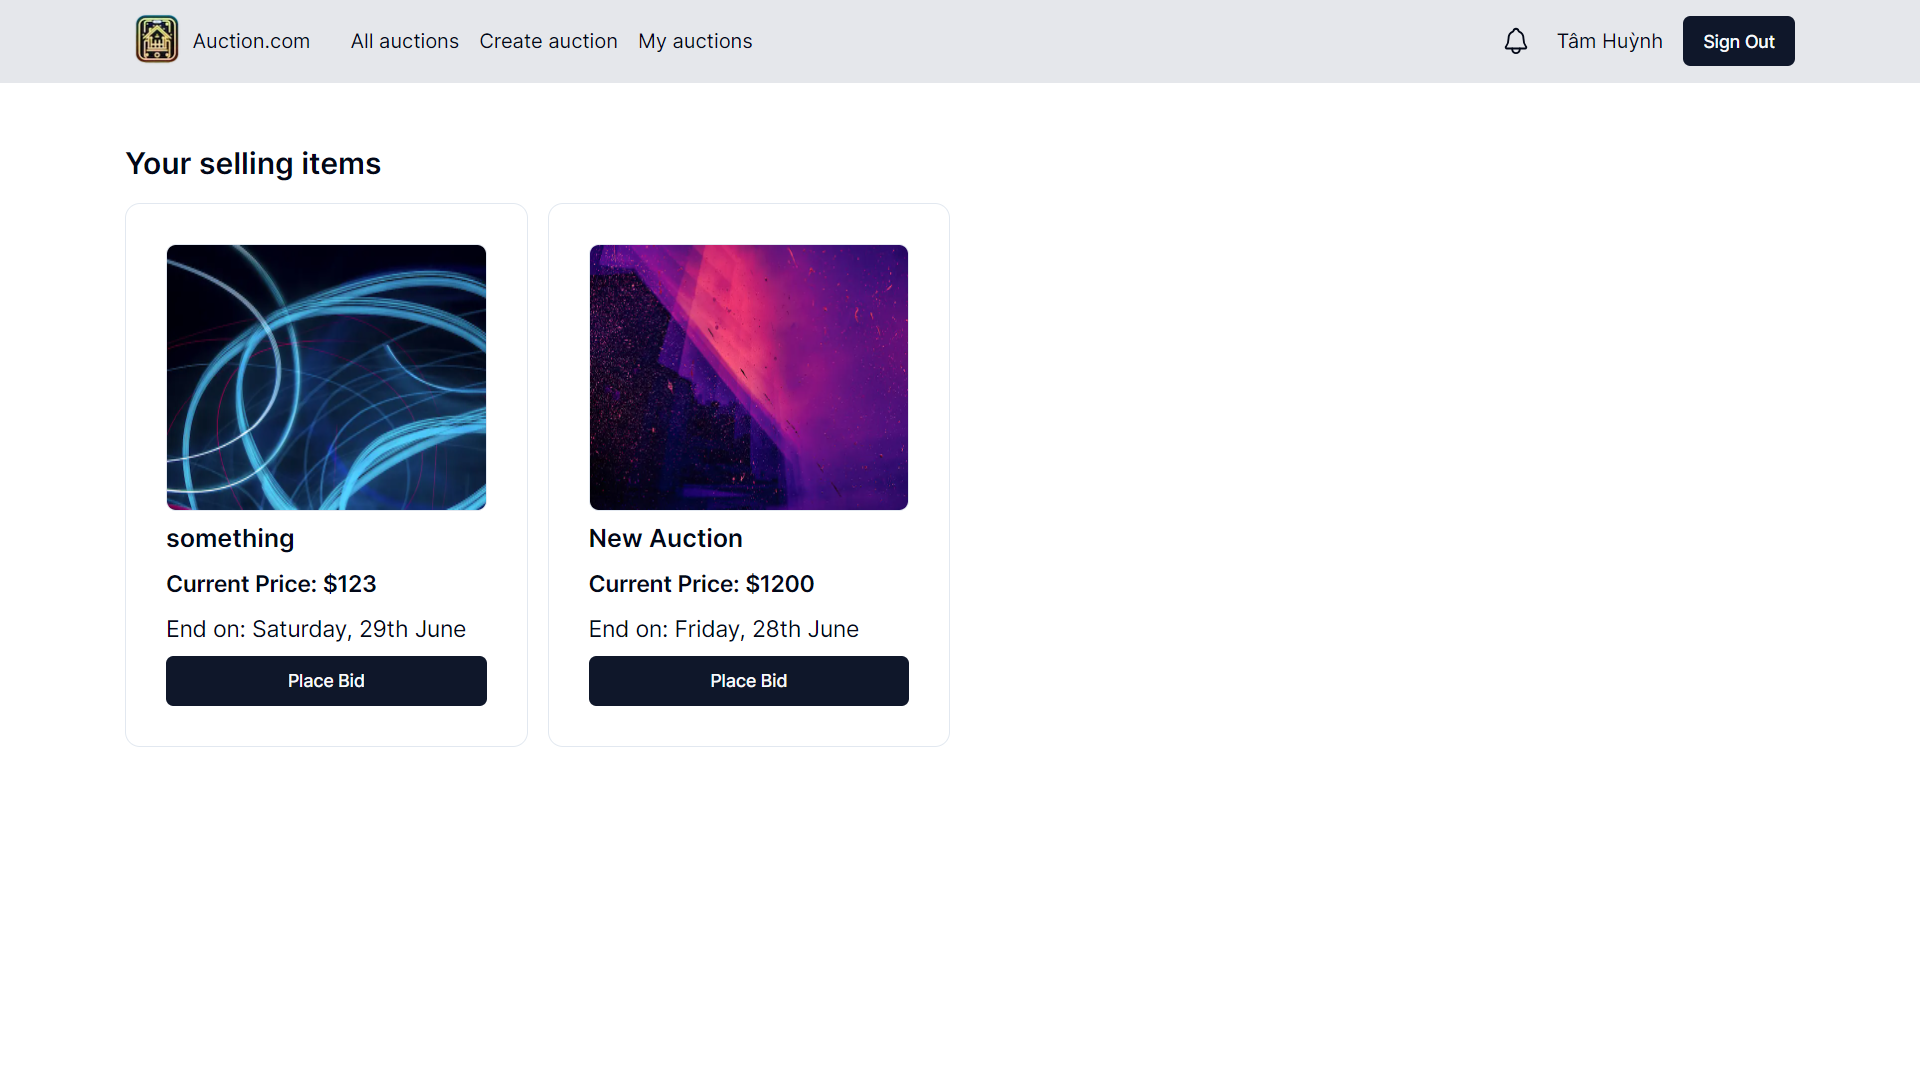 Auction.com All auctions Create auction My auctions Tâm Huỳnh Sign Out
Your selling items
something
Current Price: $123
End on: Saturday, 29th June
Place Bid
New Auction
Current Price: $1200
End on: Friday, 28th June
Place Bid